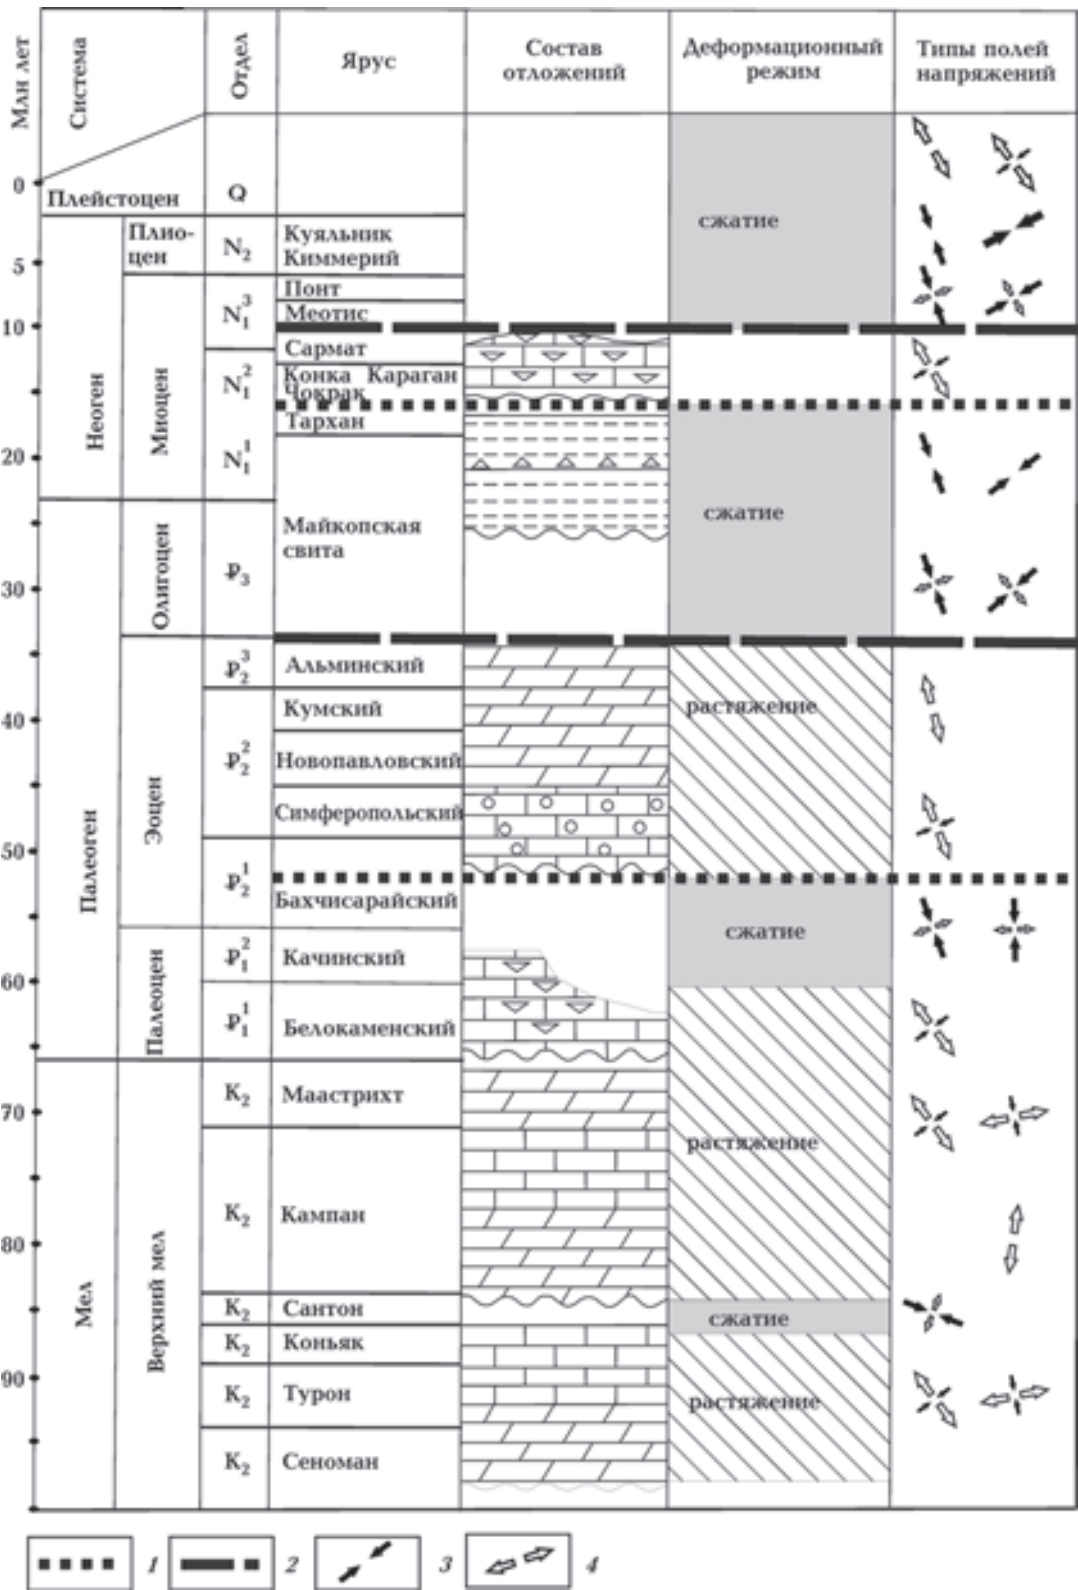 Млн лет
Система
Отдел
Ярус
Состав
отложений
Деформационный
режим
Типы полей
напряжений
0
Плейстоцен
Q
сжатие
Неоген
Плио-
цен
N2
Куяльник
Киммерий
5
Миоцен
N1 3
Понт
Меотис
10
N1 2
Сармат
Конка Караган
Чокрак
N1 1
Тархан
20
сжатие
Майкопская
свита
Палеоген
Олигоцен
₽3
30
Эоцен
₽2 3
Альминский
растяжение
₽2 2
Кумский
40
Новопавловский
Симферопольский
50
₽2 1
Бахчисарайский
сжатие
Палеоцен
₽1 2
Качинский
60
₽1 1
Белокаменский
Мел
Верхний мел
K2
Маастрихт
70
растяжение
K2
Кампан
80
K2
Сантон
сжатие
K2
Коньяк
90
K2
Турон
растяжение
K2
Сеноман
1
2
3
4